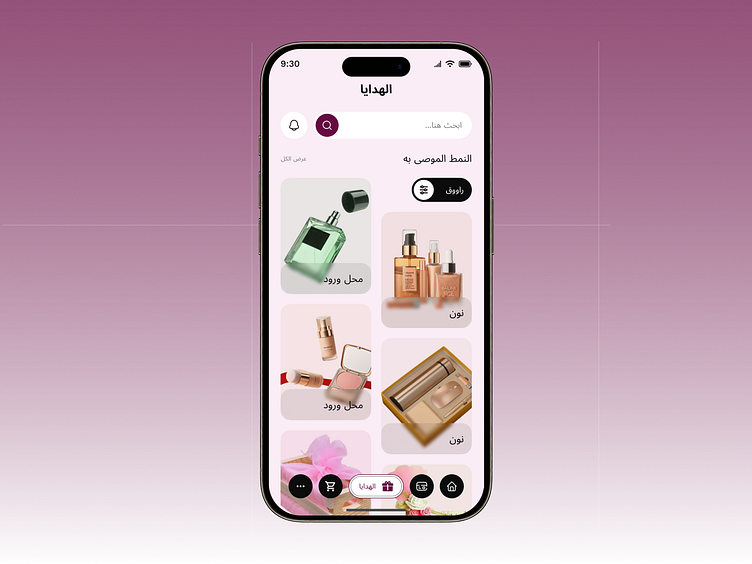 9:30
الهدايا
ابحث هنا...
النمط الموصى به
عرض الكل
راووق
محل ورود
نون
محل ورود
نون
الهدايا